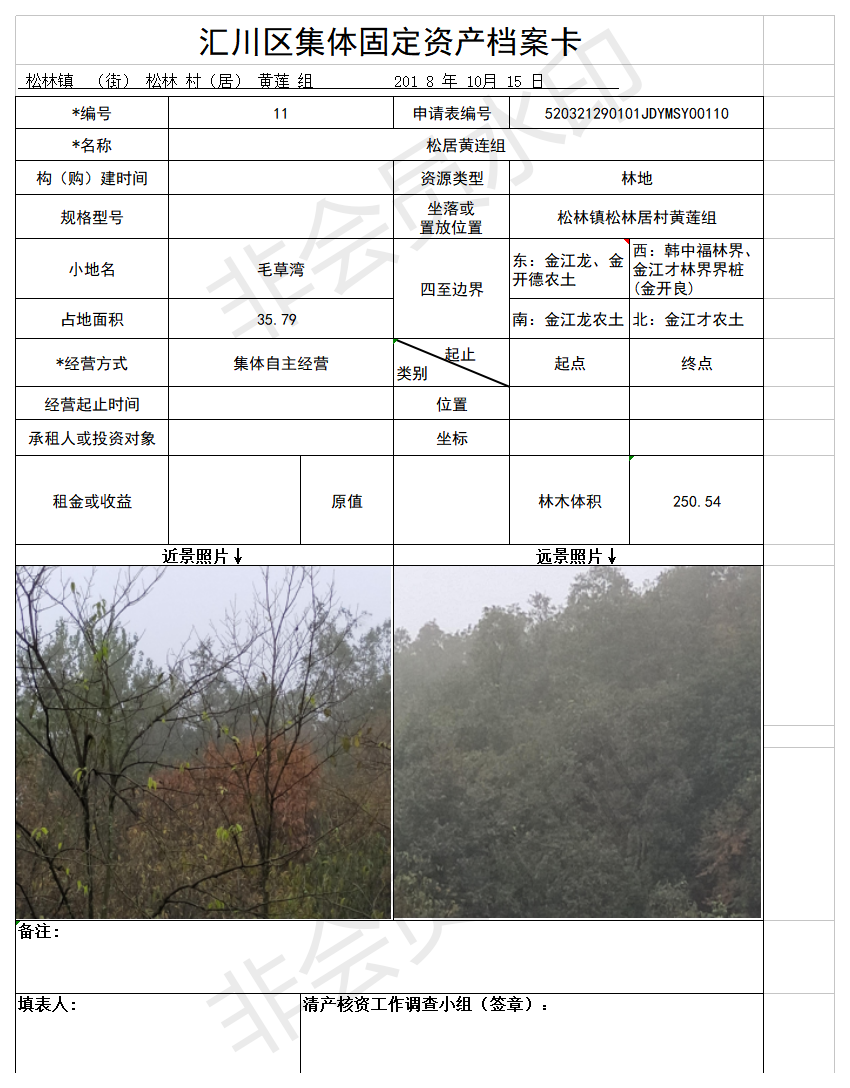 汇川区集体固定资产档案卡
松林镇 （街） 松林 村（居） 黄莲 组 2018 年 10月 15 日
*编号 11 申请表编号 520321290101JDYMSY00110
*名称 松居黄连组
构（购）建时间 资源类型 林地
规格型号 坐落或
置放位置 松林镇松林居村黄莲组
小地名 毛草湾 四至边界 东：金江龙、金
开德农土 西：韩中福林界、
金江才林界界桩
(金开良)
占地面积 35.79 南：金江龙农土 北：金江才农土
*经营方式 集体自主经营 起止
类别 起点 终点
经营起止时间 位置
承租人或投资对象 坐标
租金或收益 原值 林木体积 250.54
近景照片↓ 远景照片↓
备注:
填表人: 清产核资工作调查小组（签章）:
非会员水印
非会员